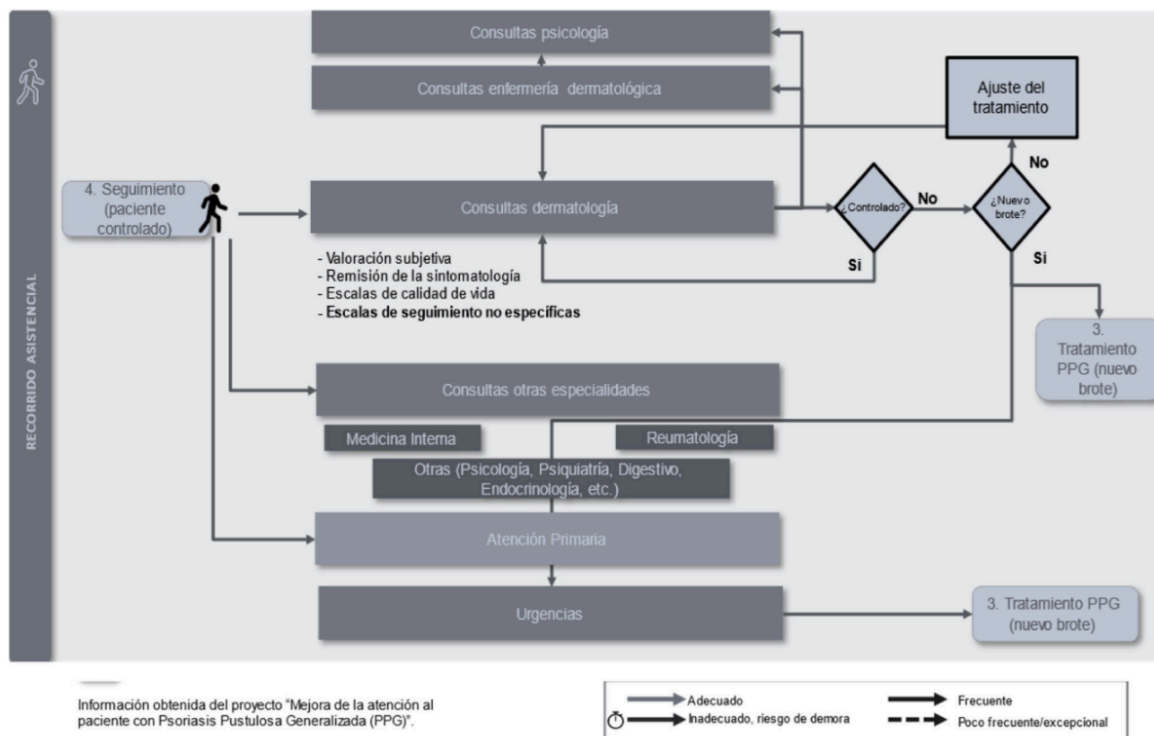 RECORRIDO ASISTENCIAL
Consultas psicología
Consultas enfermería dermatológica
Ajuste del
tratamiento
4. Seguimiento
(paciente
controlado)
Consultas dermatología
¿Controlado?
No
¿Nuevo
brote?
No
Si
Si
- Valoración subjetiva
- Remisión de la sintomatología
- Escalas de calidad de vida
- Escalas de seguimiento no específicas
3.
Tratamiento
PPG (nuevo
brote)
Consultas otras especialidades
Medicina Interna
Reumatología
Otras (Psicología, Psiquiatría, Digestivo,
Endocrinología, etc.)
Atención Primaria
Urgencias
3. Tratamiento PPG
(nuevo brote)
Información obtenida del proyecto "Mejora de la atención al
paciente con Psoriasis Pustulosa Generalizada (PPG)".
Adecuado
Frecuente
Inadecuado, riesgo de demora
Poco frecuente/excepcional